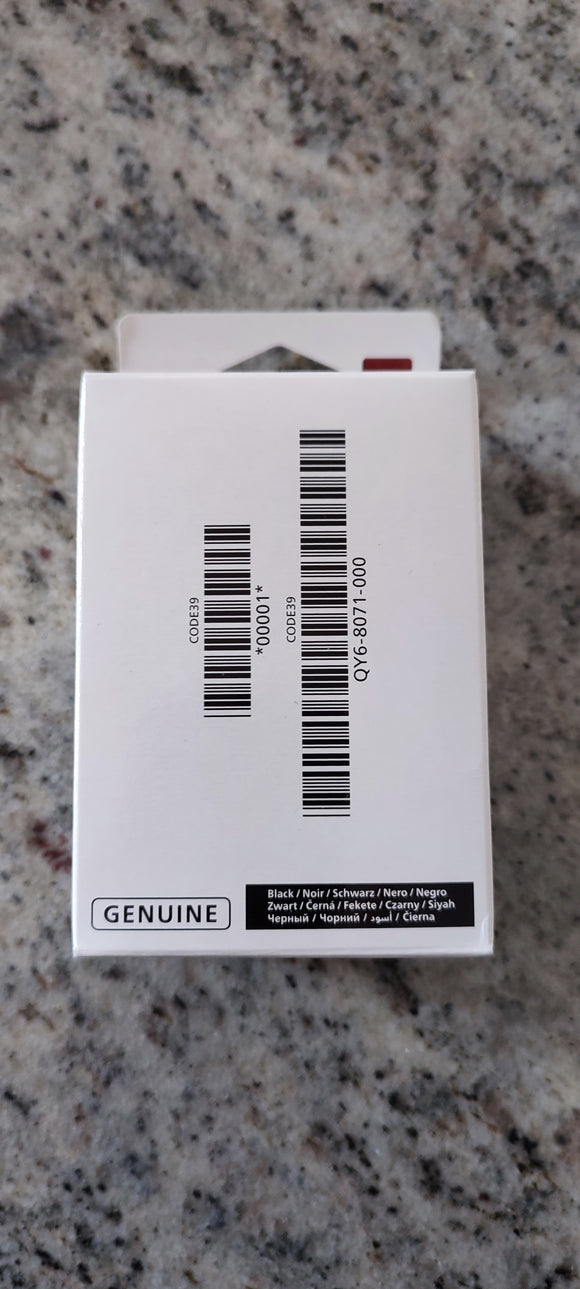 CODE39
*00001*
CODE39
QY6-8071-000
GENUINE
Black / Noir / Schwarz / Nero / Negro
Zwart / Černá / Fekete / Czarny / Siyah
Черный / Чорний / أسود / Čierna